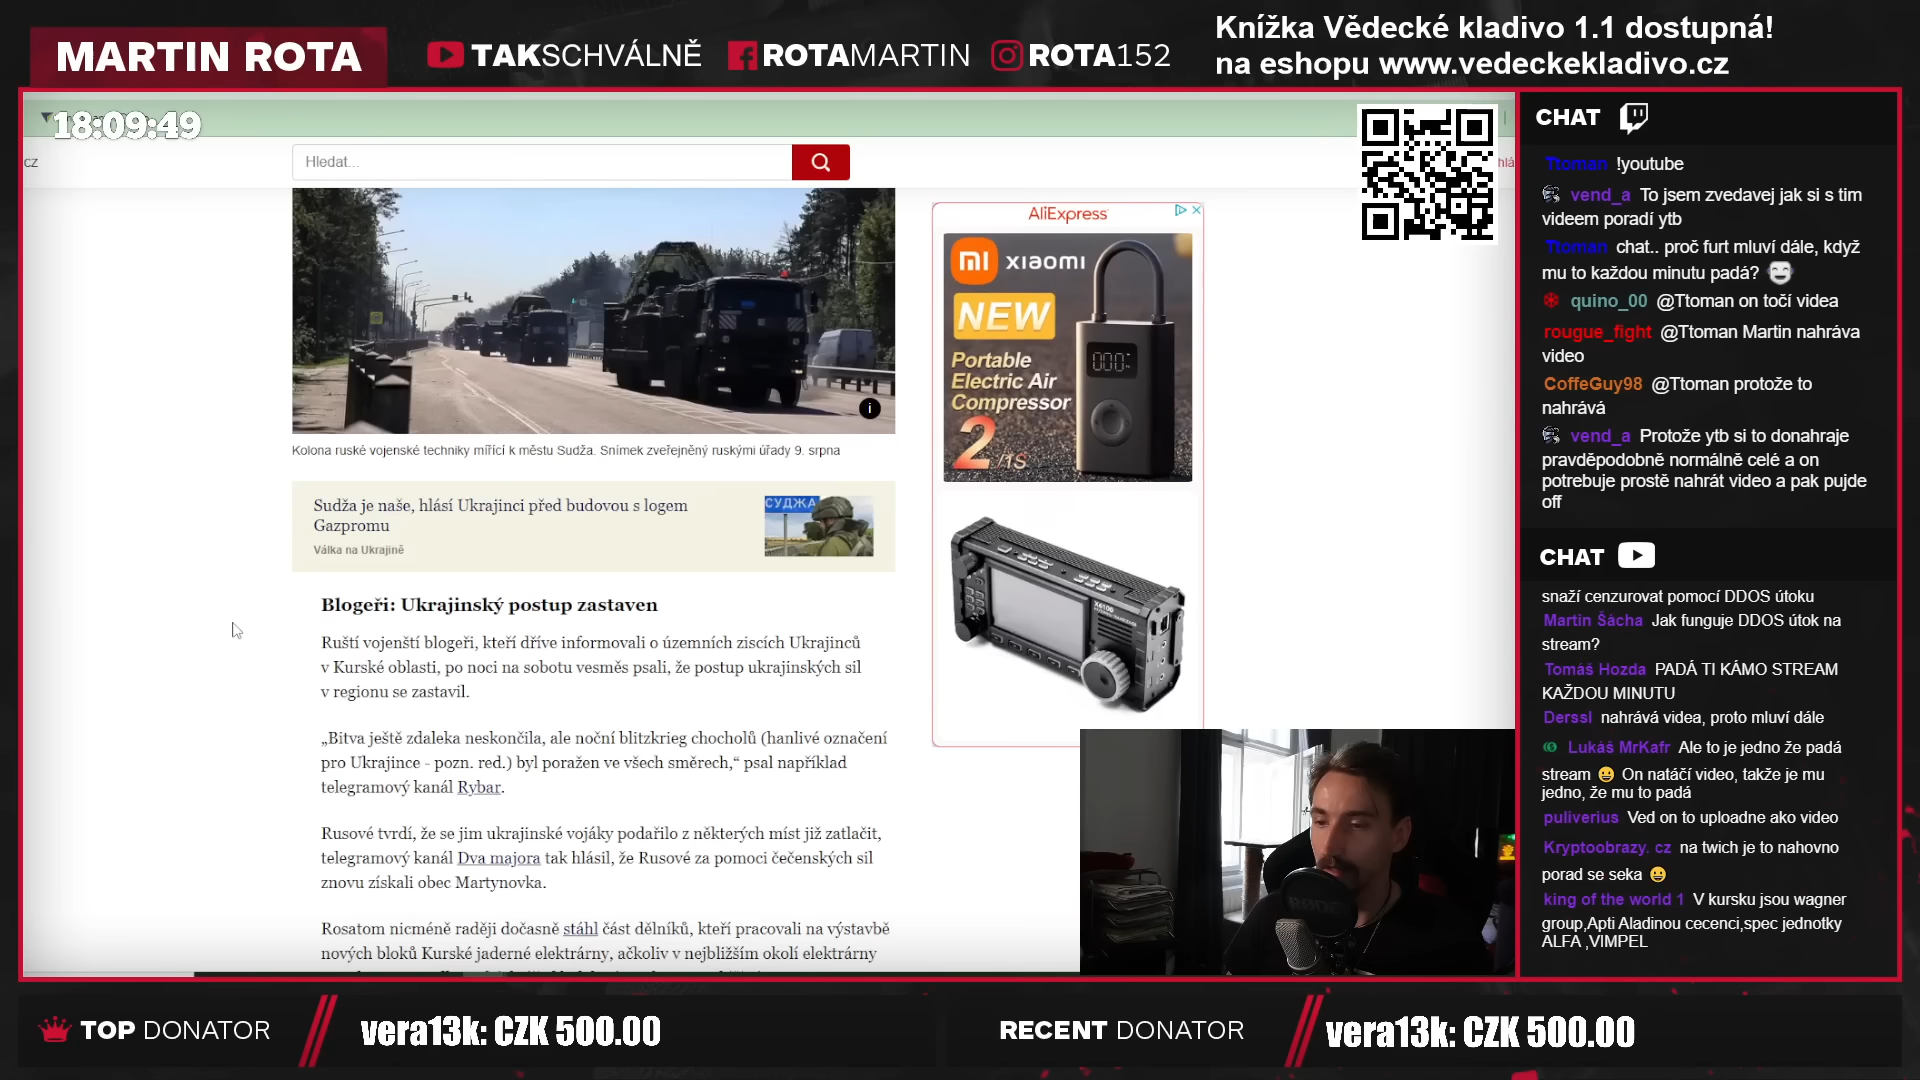 MARTIN ROTA
TAKSCHVÁLNĚ
ROTAMARTIN
ROTA152
Knížka Vědecké kladivo 1.1 dostupná!
na eshopu www.vedeckekladivo.cz
18:09:49
cz
Hledat...
hlá
i
Kolona ruské vojenské techniky mířící k městu Sudža. Snímek zveřejněný ruskými úřady 9. srpna
Sudža je naše, hlásí Ukrajinci před budovou s logem
Gazpromu
Válka na Ukrajině
СУДЖА
Blogeři: Ukrajinský postup zastaven
Ruští vojenští blogeři, kteří dříve informovali o územních ziscích Ukrajinců
v Kurské oblasti, po noci na sobotu vesměs psali, že postup ukrajinských sil
v regionu se zastavil.
„Bitva ještě zdaleka neskončila, ale noční blitzkrieg chocholů (hanlivé označení
pro Ukrajince - pozn. red.) byl poražen ve všech směrech,“ psal například
telegramový kanál Rybar.
Rusové tvrdí, že se jim ukrajinské vojáky podařilo z některých míst již zatlačit,
telegramový kanál Dva majora tak hlásil, že Rusové za pomoci čečenských sil
znovu získali obec Martynovka.
Rosatom nicméně raději dočasně stáhl část dělníků, kteří pracovali na výstavbě
nových bloků Kurské jaderné elektrárny, ačkoliv v nejbližším okolí elektrárny
AliExpress
mi xiaomi
NEW
Portable
Electric Air
Compressor
2/1S
X6100
RØDE
CHAT
Ttoman !youtube
vend_a To jsem zvedavej jak si s tim
videem poradí ytb
Ttoman chat.. proč furt mluví dále, když
mu to každou minutu padá?
quino_00 @Ttoman on točí videa
rougue_fight @Ttoman Martin nahráva
video
CoffeGuy98 @Ttoman protože to
nahrává
vend_a Protože ytb si to donahraje
pravděpodobně normálně celé a on
potrebuje prostě nahrát video a pak pujde
off
CHAT
snaží cenzurovat pomocí DDOS útoku
Martin Šácha Jak funguje DDOS útok na
stream?
Tomáš Hozda PADÁ TI KÁMO STREAM
KAŽDOU MINUTU
Derssl nahrává videa, proto mluví dále
Lukáš MrKafr Ale to je jedno že padá
stream On natáčí video, takže je mu
jedno, že mu to padá
puliverius Ved on to uploadne ako video
Kryptoobrazy. cz na twich je to nahovno
porad se seka
king of the world 1 V kursku jsou wagner
group,Apti Aladinou cecenci,spec jednotky
ALFA ,VIMPEL
TOP DONATOR
vera13k: CZK 500.00
RECENT DONATOR
vera13k: CZK 500.00